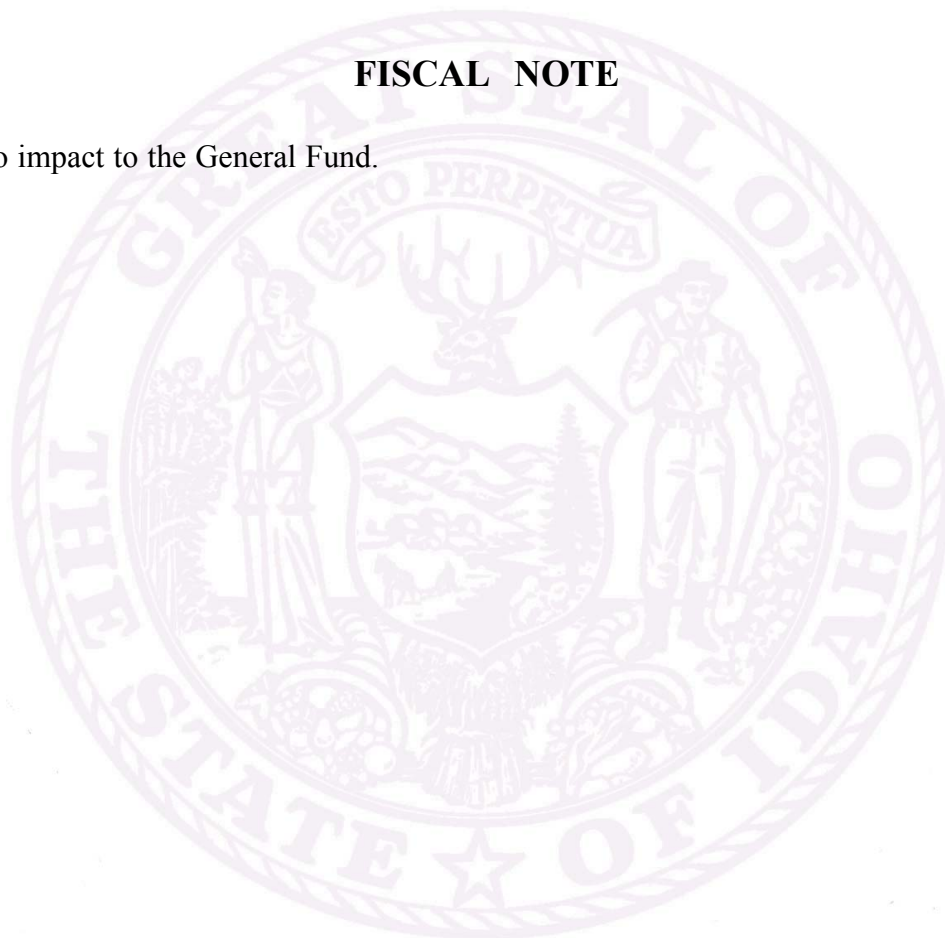 FISCAL NOTE
o impact to the General Fund.
GREAT SEAL OF
ESTO PERPETUA
THE STATE OF IDAHO